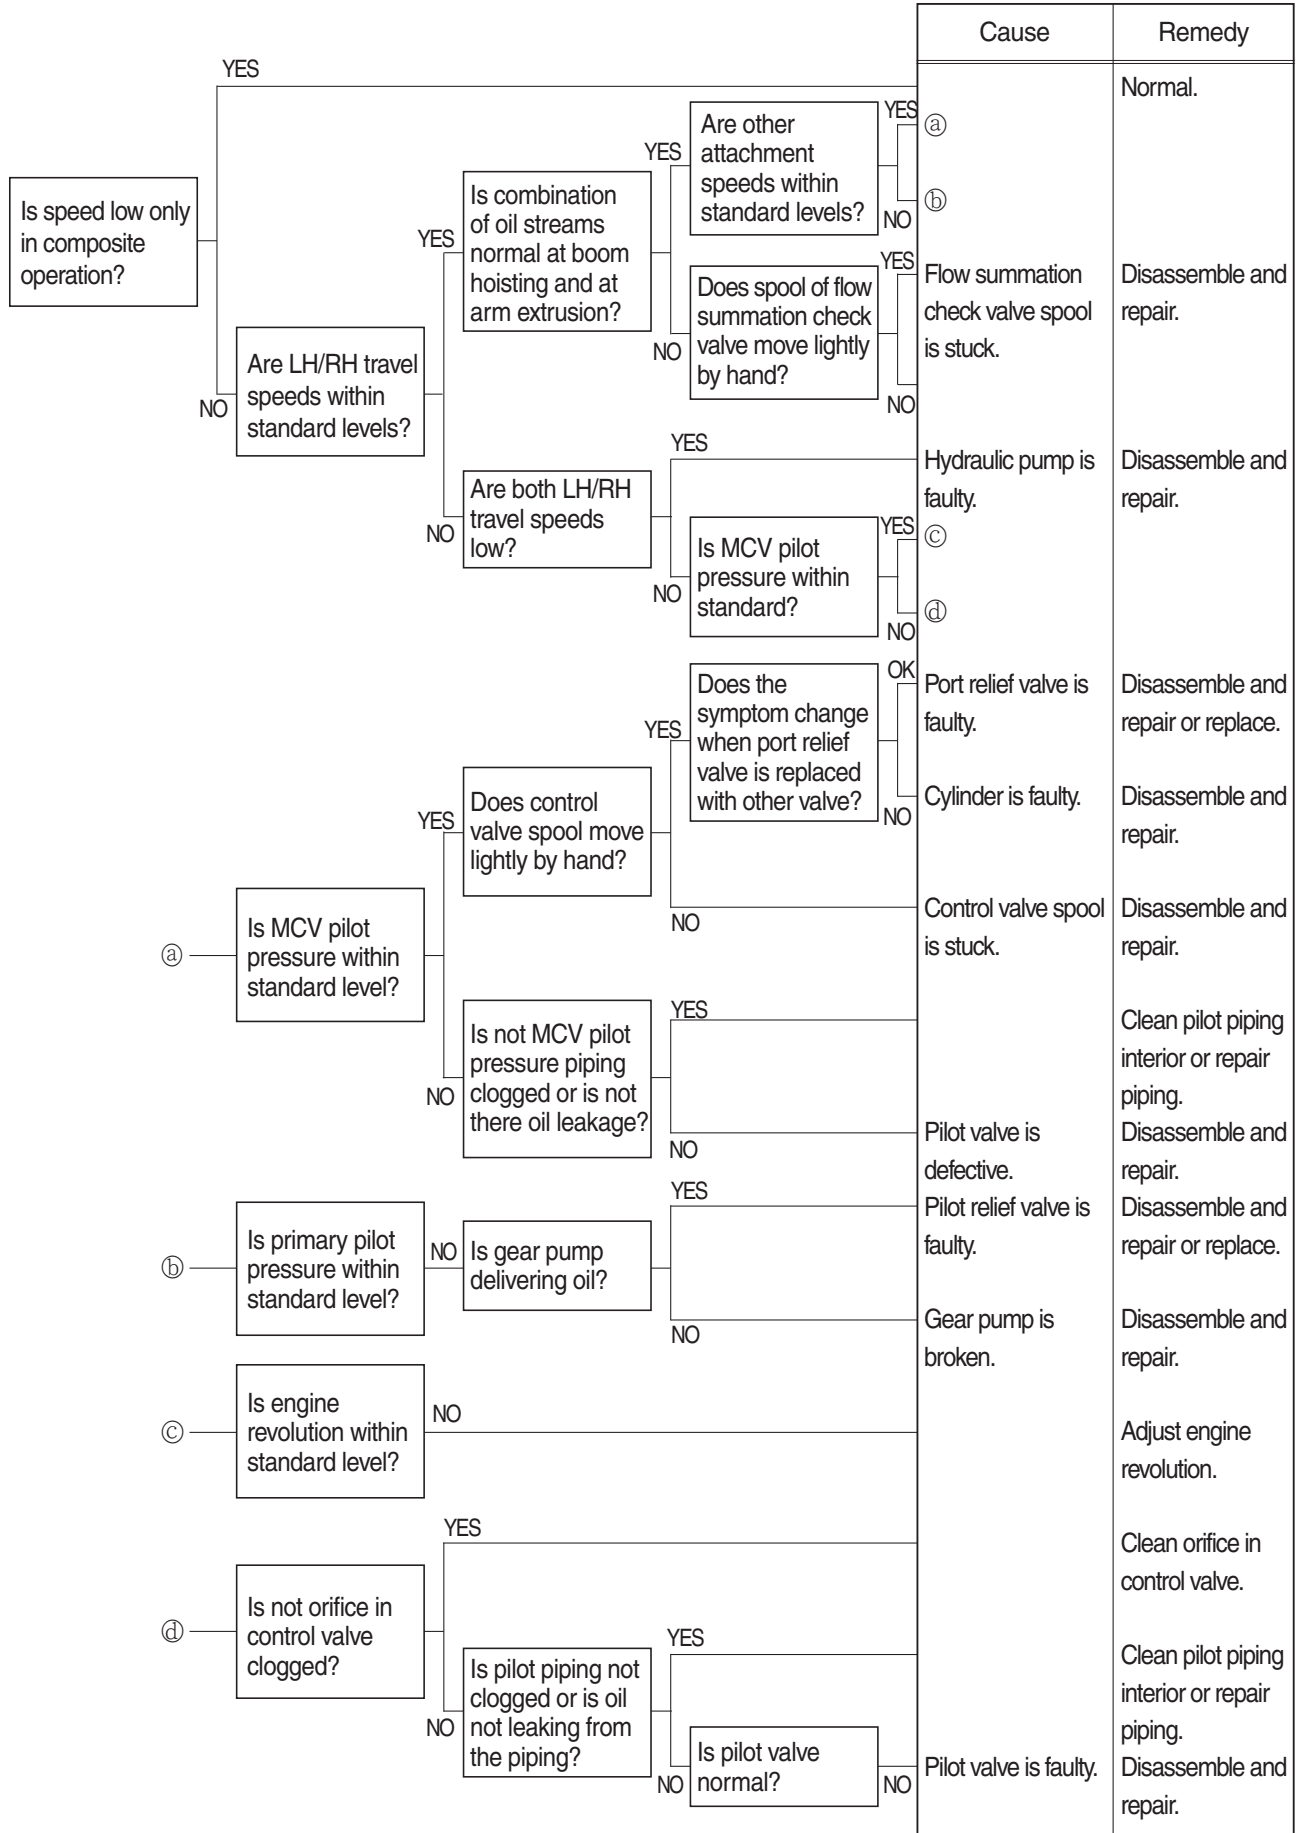 Cause
Remedy
YES
Normal.
Is speed low only
in composite
operation?
NO
Are LH/RH travel
speeds within
standard levels?
YES
Is combination
of oil streams
normal at boom
hoisting and at
arm extrusion?
YES
Are other
attachment
speeds within
standard levels?
YES
ⓐ
NO
ⓑ
NO
Does spool of flow
summation check
valve move lightly
by hand?
YES
Flow summation
check valve spool
is stuck.
Disassemble and
repair.
NO
NO
Are both LH/RH
travel speeds
low?
YES
Hydraulic pump is
faulty.
Disassemble and
repair.
NO
Is MCV pilot
pressure within
standard?
YES
ⓒ
NO
ⓓ
ⓐ
Is MCV pilot
pressure within
standard level?
YES
Does control
valve spool move
lightly by hand?
YES
Does the
symptom change
when port relief
valve is replaced
with other valve?
OK
Port relief valve is
faulty.
Disassemble and
repair or replace.
NO
Cylinder is faulty.
Disassemble and
repair.
NO
Control valve spool
is stuck.
Disassemble and
repair.
NO
Is not MCV pilot
pressure piping
clogged or is not
there oil leakage?
YES
Clean pilot piping
interior or repair
piping.
NO
Pilot valve is
defective.
Disassemble and
repair.
ⓑ
Is primary pilot
pressure within
standard level?
NO
Is gear pump
delivering oil?
YES
Pilot relief valve is
faulty.
Disassemble and
repair or replace.
NO
Gear pump is
broken.
Disassemble and
repair.
ⓒ
Is engine
revolution within
standard level?
NO
Adjust engine
revolution.
ⓓ
Is not orifice in
control valve
clogged?
YES
Clean orifice in
control valve.
NO
Is pilot piping not
clogged or is oil
not leaking from
the piping?
YES
Clean pilot piping
interior or repair
piping.
NO
Is pilot valve
normal?
NO
Pilot valve is faulty.
Disassemble and
repair.